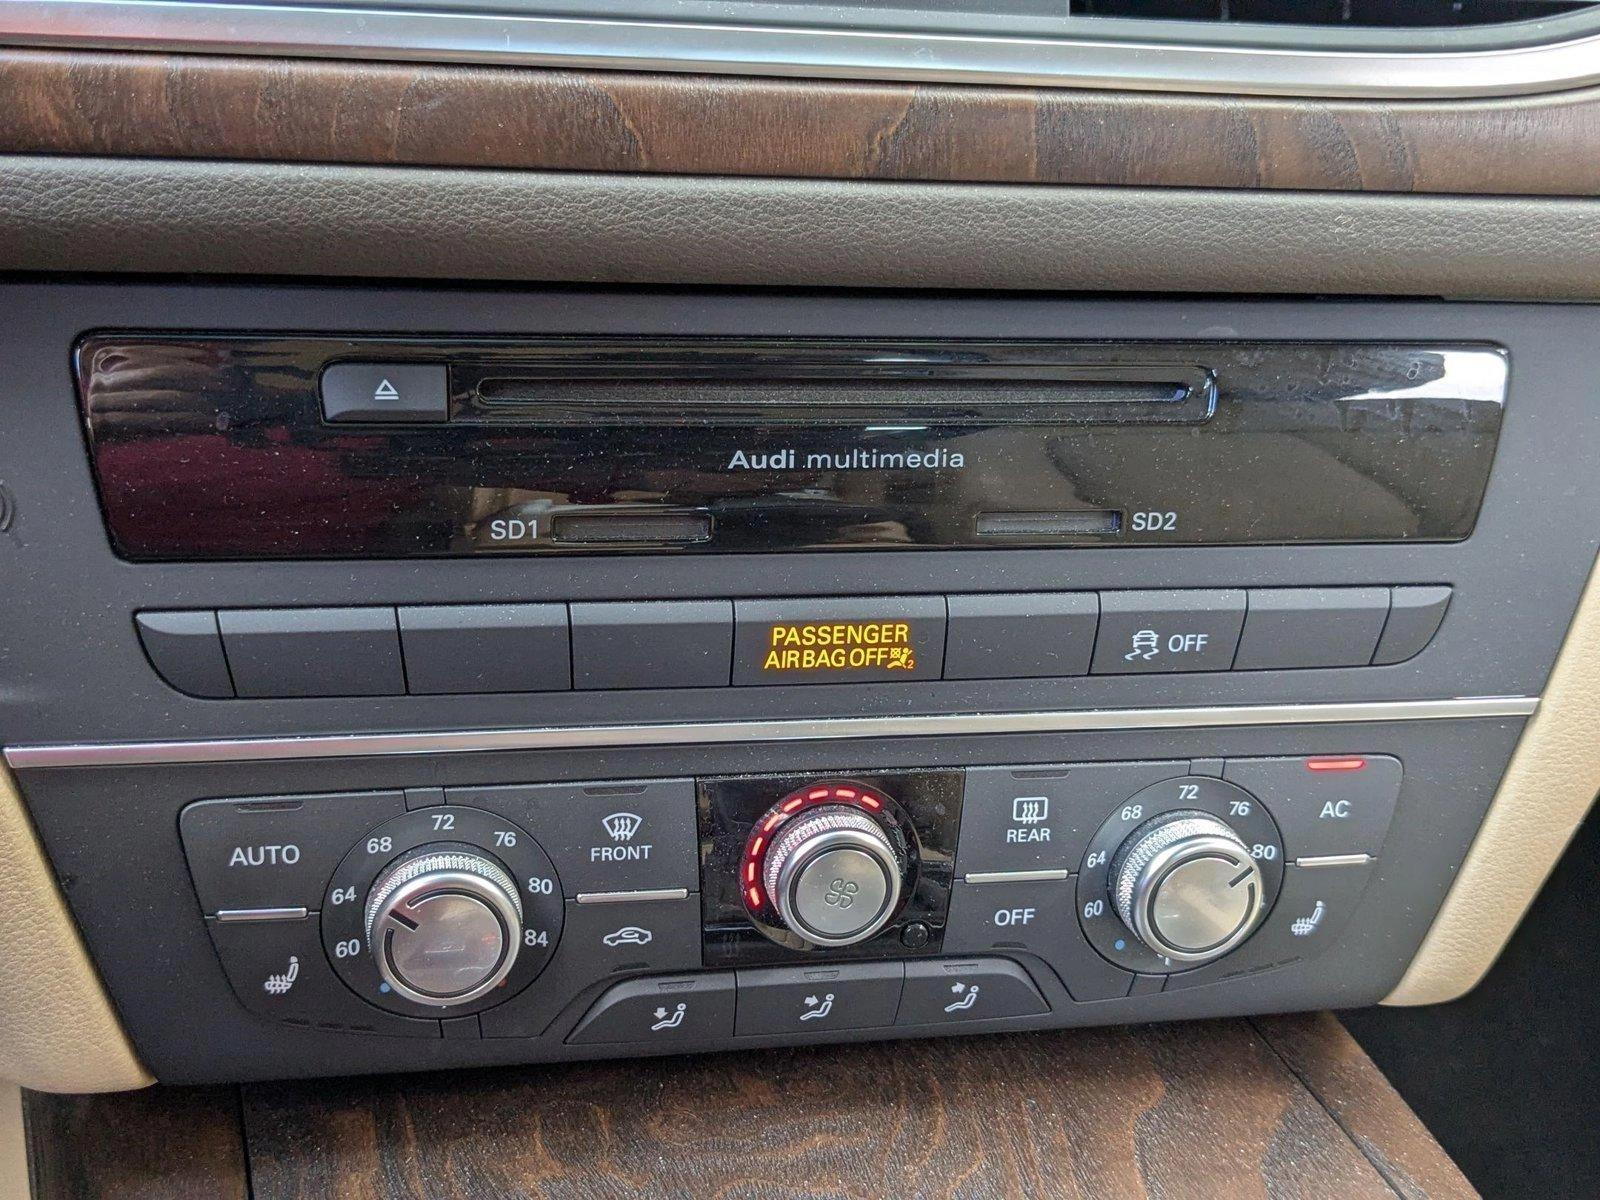 Audi multimedia
SD1
SD2
PASSENGER
AIR BAG OFF 2
OFF
AUTO
60
64
68
72
76
80
84
FRONT
REAR
OFF
60
64
68
72
76
80
AC